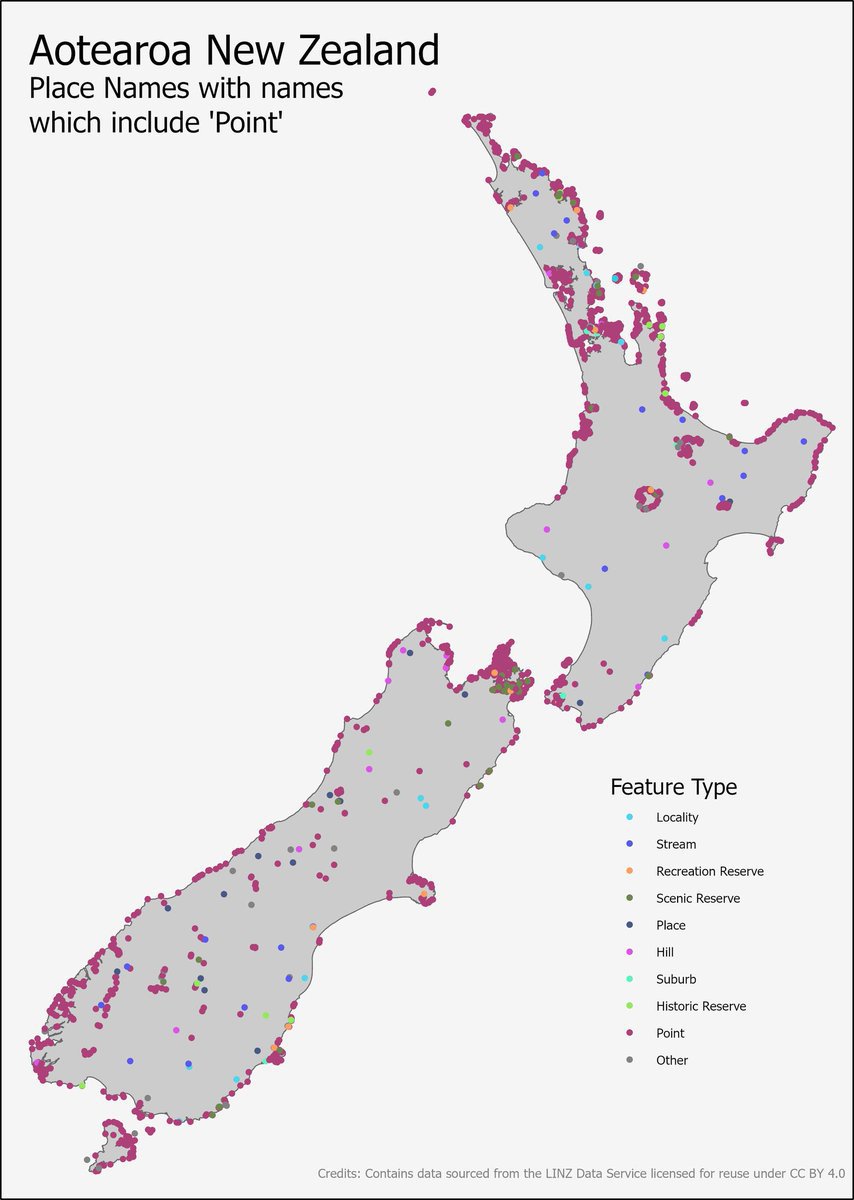 Aotearoa New Zealand
Place Names with names
which include 'Point'
Feature Type
Locality
Stream
Recreation Reserve
Scenic Reserve
Place
Hill
Suburb
Historic Reserve
Point
Other
Credits: Contains data sourced from the LINZ Data Service licensed for reuse under CC BY 4.0